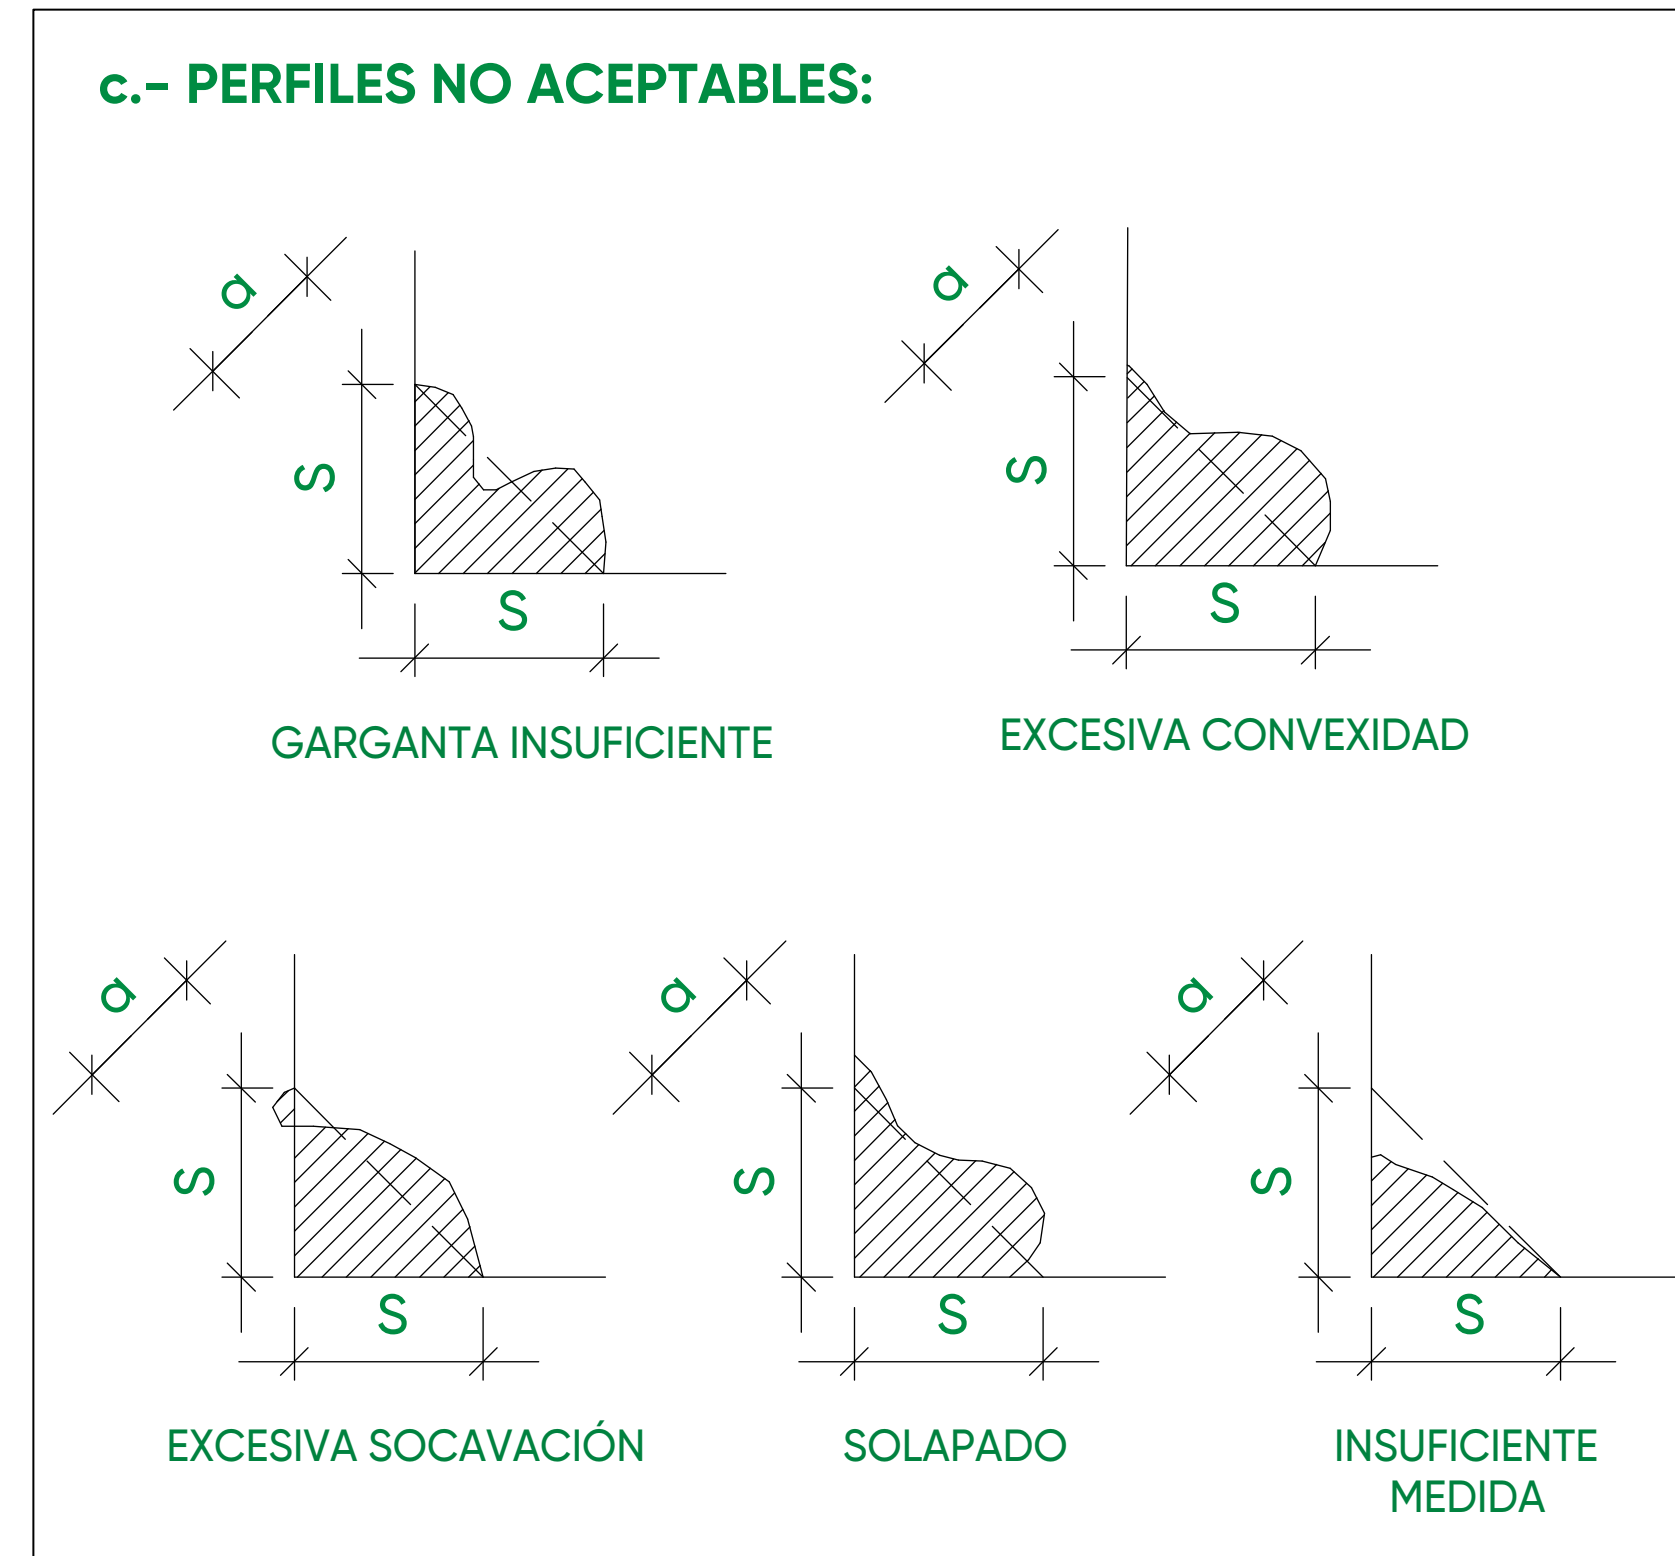 c.- PERFILES NO ACEPTABLES:
a
S
S
GARGANTA INSUFICIENTE
a
S
S
EXCESIVA CONVEXIDAD
a
S
S
EXCESIVA SOCAVACIÓN
a
S
S
SOLAPADO
a
S
S
INSUFICIENTE
MEDIDA